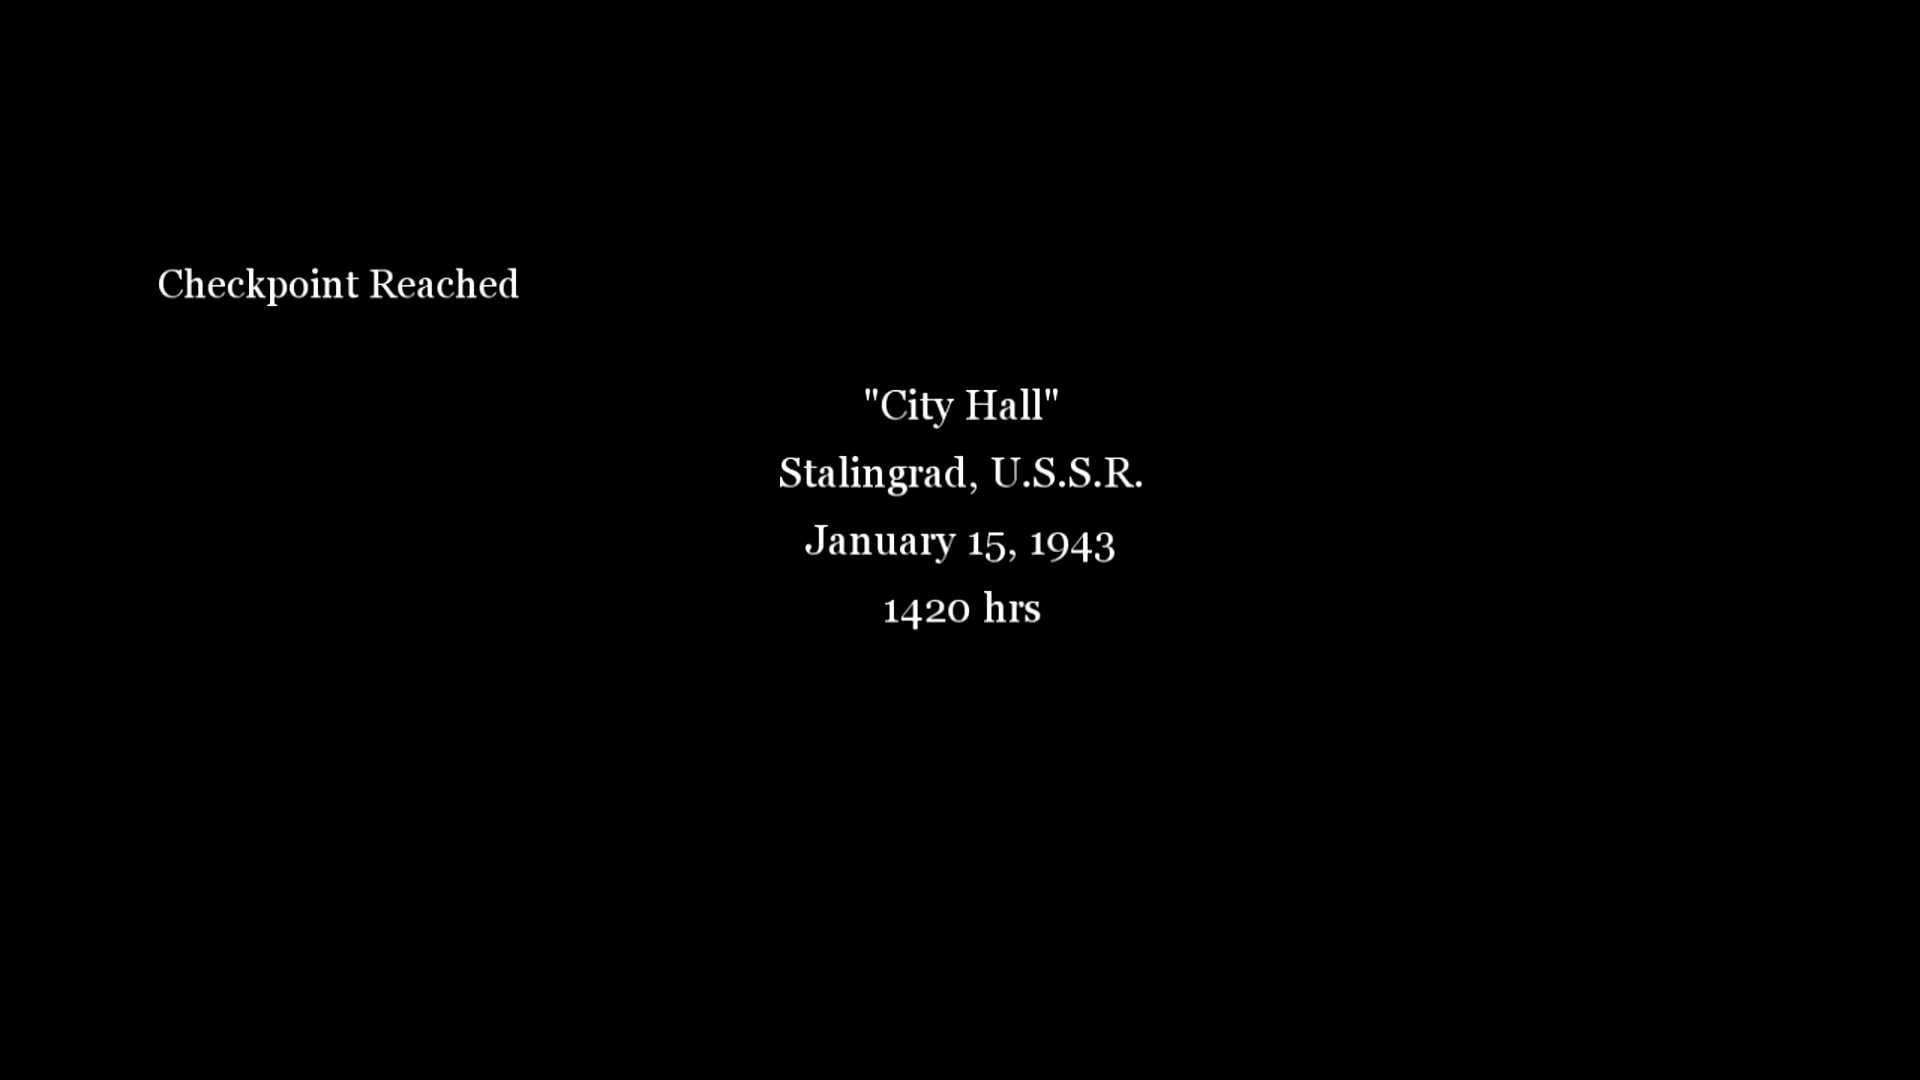 Checkpoint Reached
"City Hall"
Stalingrad, U.S.S.R.
January 15, 1943
1420 hrs